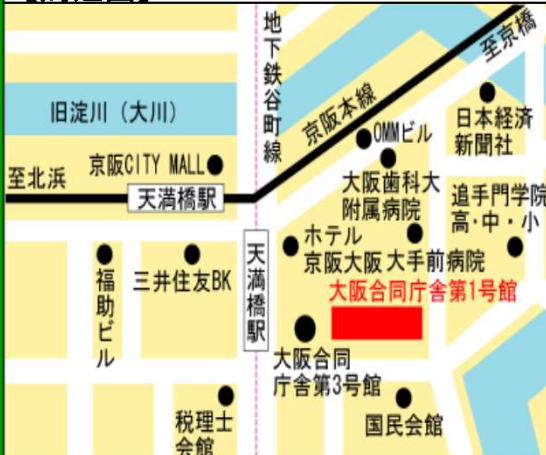 地下鉄谷町線
至京橋
旧淀川（大川）
京阪本線
OMMビル
日本経済
新聞社
京阪CITY MALL
至北浜
天満橋駅
大阪歯科大
附属病院
追手門学院
高・中・小
ホテル
京阪大阪
大手前病院
天満橋駅
福助ビル
三井住友BK
大阪合同庁舎第1号館
大阪合同
庁舎第3号館
税理士
会館
国民会館